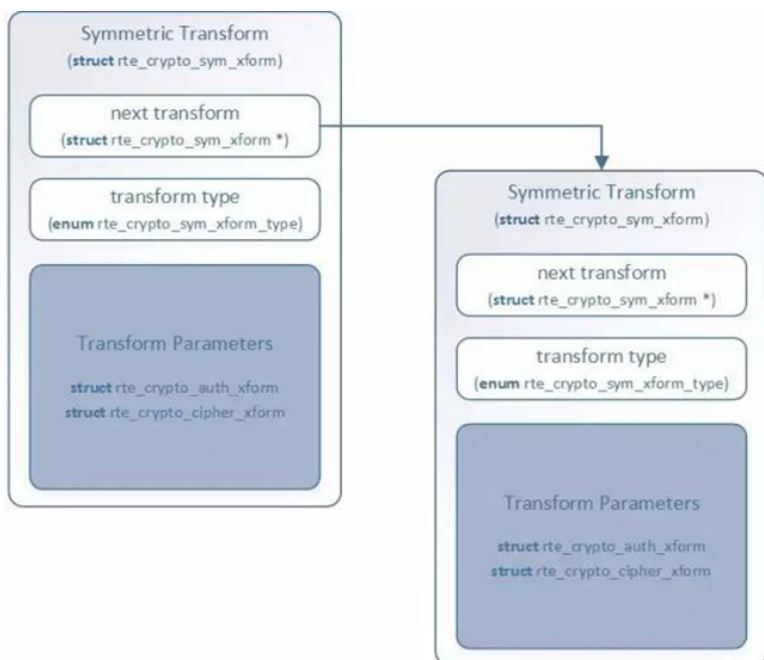 Symmetric Transform
(struct rte_crypto_sym_xform)
next transform
(struct rte_crypto_sym_xform *)
transform type
(enum rte_crypto_sym_xform_type)
Transform Parameters
struct rte_crypto_auth_xform
struct rte_crypto_cipher_xform
Symmetric Transform
(struct rte_crypto_sym_xform)
next transform
(struct rte_crypto_sym_xform *)
transform type
(enum rte_crypto_sym_xform_type)
Transform Parameters
struct rte_crypto_auth_xform
struct rte_crypto_cipher_xform